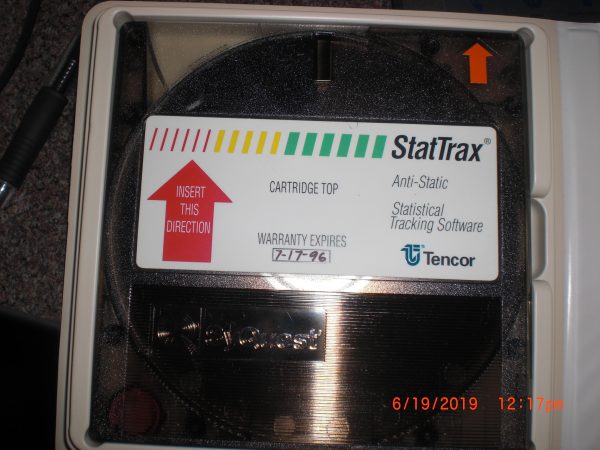 StatTrax®
INSERT
THIS
DIRECTION
CARTRIDGE TOP
Anti-Static
Statistical
Tracking Software
WARRANTY EXPIRES
7-17-96
Tencor
SyQuest
6/19/2019 12:17pm